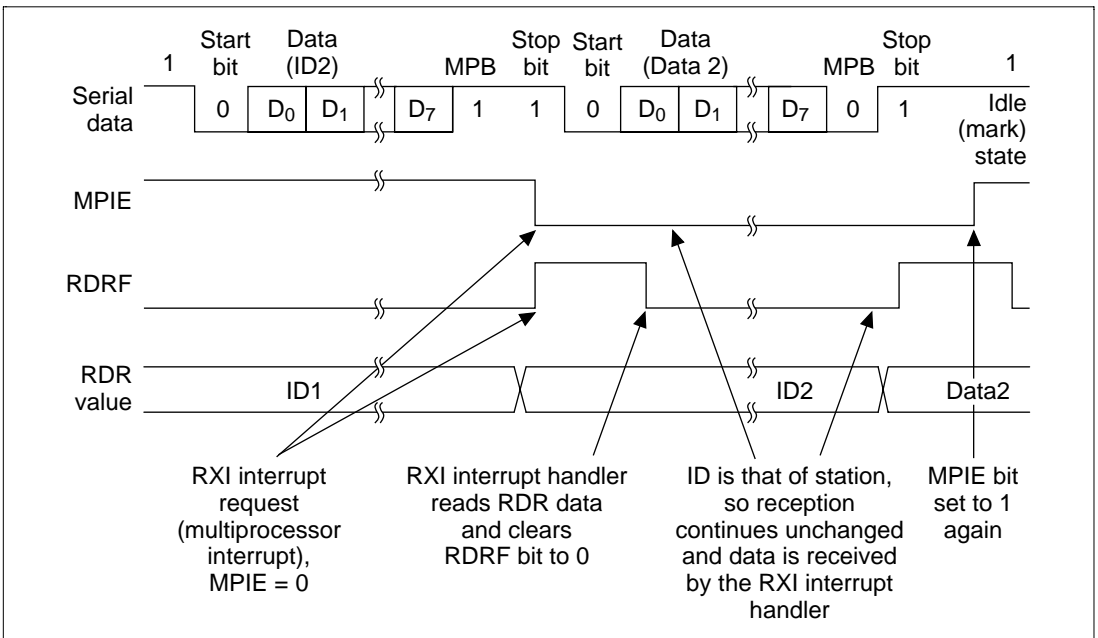 Start Data Stop Start Data Stop
1 bit (ID2) MPB bit bit (Data 2) MPB bit 1
Serial data
0 D0 D1 D7 1 1 0 D0 D1 D7 0 1
Idle (mark) state
MPIE
RDRF
RDR value
ID1 ID2 Data2
RXI interrupt
request
(multiprocessor
interrupt),
MPIE = 0
RXI interrupt handler
reads RDR data
and clears
RDRF bit to 0
ID is that of station,
so reception
continues unchanged
and data is received
by the RXI interrupt
handler
MPIE bit
set to 1
again